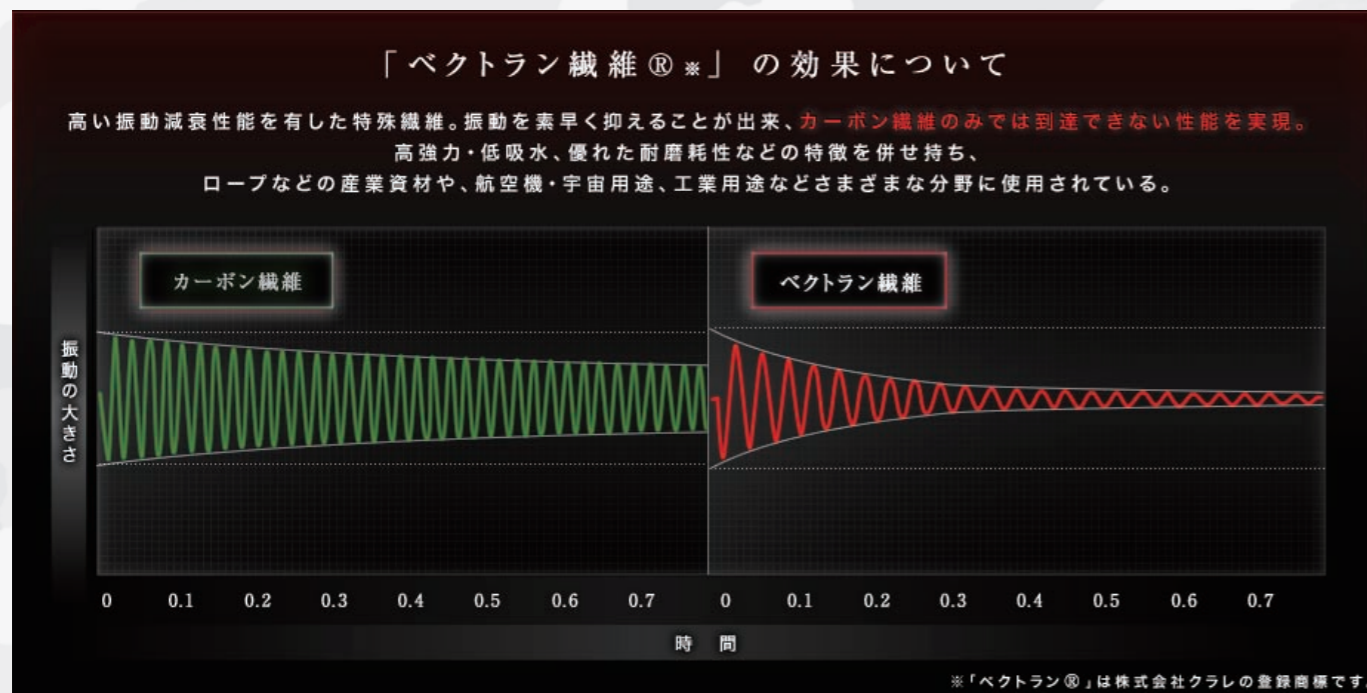 「ベクトラン繊維®※」の効果について
高い振動減衰性能を有した特殊繊維。振動を素早く抑えることが出来、カーボン繊維のみでは到達できない性能を実現。
高強力・低吸水、優れた耐磨耗性などの特徴を併せ持ち、
ロープなどの産業資材や、航空機・宇宙用途、工業用途などさまざまな分野に使用されている。
カーボン繊維
ベクトラン繊維
振動の大きさ
0 0.1 0.2 0.3 0.4 0.5 0.6 0.7 0 0.1 0.2 0.3 0.4 0.5 0.6 0.7
時間
※「ベクトラン®」は株式会社クラレの登録商標です